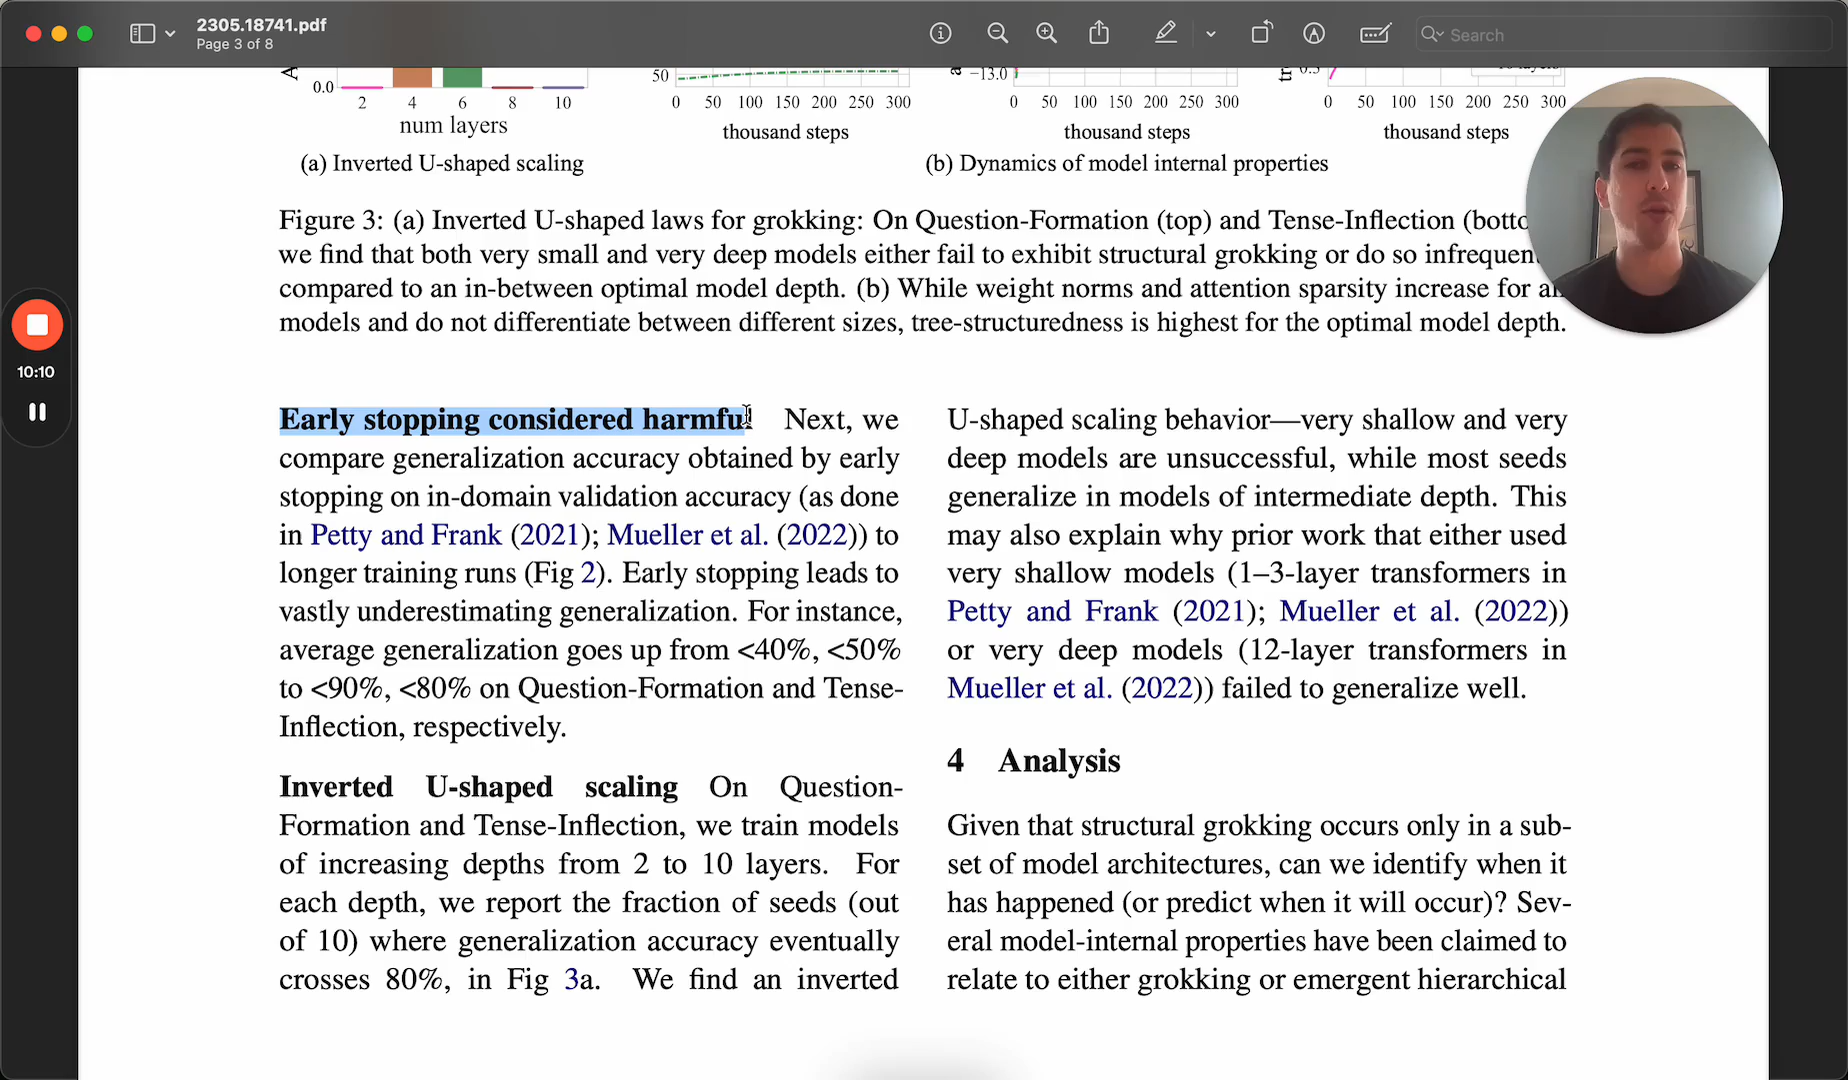 2305.18741.pdf
Page 3 of 8
Search
10:10
0.0
2 4 6 8 10
num layers
(a) Inverted U-shaped scaling
50
0 50 100 150 200 250 300
thousand steps
−13.0
0 50 100 150 200 250 300
thousand steps
0 50 100 150 200 250 300
thousand steps
(b) Dynamics of model internal properties
Figure 3: (a) Inverted U-shaped laws for grokking: On Question-Formation (top) and Tense-Inflection (botto
we find that both very small and very deep models either fail to exhibit structural grokking or do so infrequen
compared to an in-between optimal model depth. (b) While weight norms and attention sparsity increase for al
models and do not differentiate between different sizes, tree-structuredness is highest for the optimal model depth.
Early stopping considered harmful Next, we
compare generalization accuracy obtained by early
stopping on in-domain validation accuracy (as done
in Petty and Frank (2021); Mueller et al. (2022)) to
longer training runs (Fig 2). Early stopping leads to
vastly underestimating generalization. For instance,
average generalization goes up from <40%, <50%
to <90%, <80% on Question-Formation and Tense-
Inflection, respectively.
Inverted U-shaped scaling On Question-
Formation and Tense-Inflection, we train models
of increasing depths from 2 to 10 layers. For
each depth, we report the fraction of seeds (out
of 10) where generalization accuracy eventually
crosses 80%, in Fig 3a. We find an inverted
U-shaped scaling behavior—very shallow and very
deep models are unsuccessful, while most seeds
generalize in models of intermediate depth. This
may also explain why prior work that either used
very shallow models (1–3-layer transformers in
Petty and Frank (2021); Mueller et al. (2022))
or very deep models (12-layer transformers in
Mueller et al. (2022)) failed to generalize well.
4 Analysis
Given that structural grokking occurs only in a sub-
set of model architectures, can we identify when it
has happened (or predict when it will occur)? Sev-
eral model-internal properties have been claimed to
relate to either grokking or emergent hierarchical